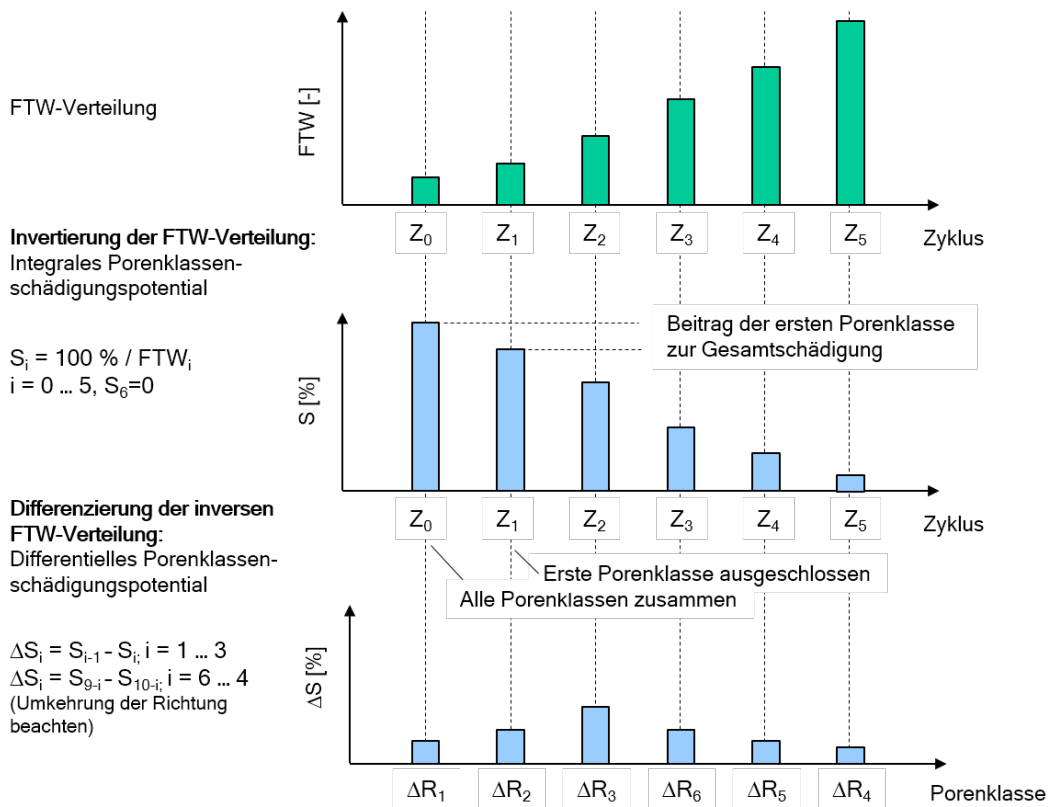 FTW-Verteilung
FTW [-]
Z₀ Z₁ Z₂ Z₃ Z₄ Z₅ Zyklus
Invertierung der FTW-Verteilung:
Integrales Porenklassen-
schädigungspotential
Sᵢ = 100 % / FTWᵢ
i = 0 ... 5, S₆=0
S [%]
Beitrag der ersten Porenklasse
zur Gesamtschädigung
Z₀ Z₁ Z₂ Z₃ Z₄ Z₅ Zyklus
Erste Porenklasse ausgeschlossen
Alle Porenklassen zusammen
Differenzierung der inversen
FTW-Verteilung:
Differentielles Porenklassen-
schädigungspotential
ΔSᵢ = Sᵢ₋₁ - Sᵢ; i = 1 ... 3
ΔSᵢ = S₉₋ᵢ - S₁₀₋ᵢ; i = 6 ... 4
(Umkehrung der Richtung
beachten)
ΔS [%]
ΔR₁ ΔR₂ ΔR₃ ΔR₆ ΔR₅ ΔR₄ Porenklasse